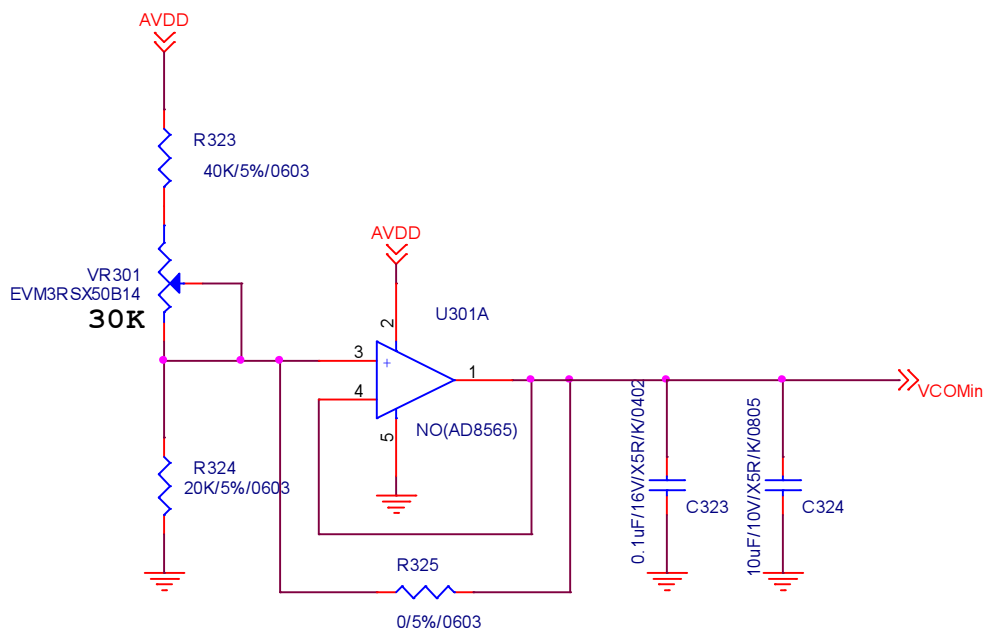 AVDD
R323
40K/5%/0603
VR301
EVM3RSX50B14
30K
R324
20K/5%/0603
AVDD
2
U301A
3
+
1
4
5
NO(AD8565)
R325
0/5%/0603
0.1uF/16V/X5R/K/0402
C323
10uF/10V/X5R/K/0805
C324
VCOMin